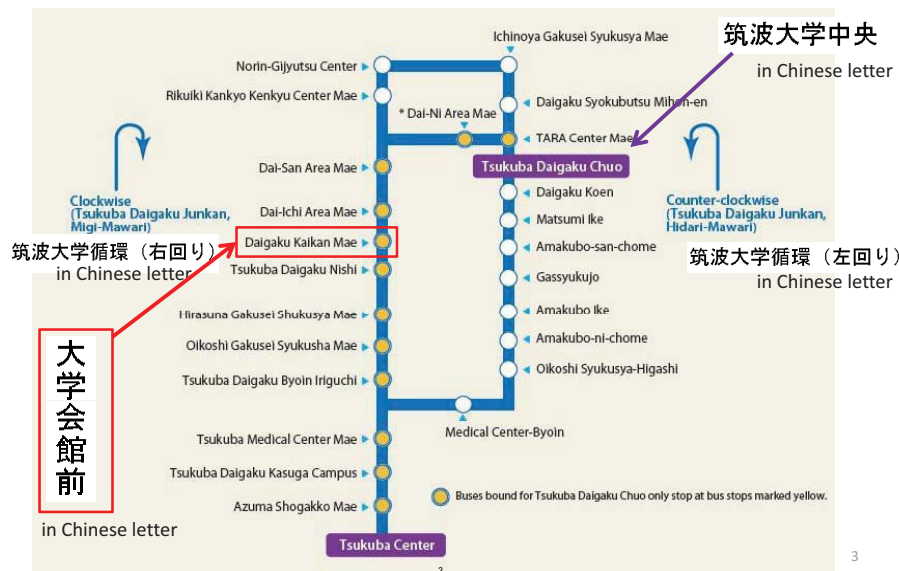 筑波大学中央
in Chinese letter
Ichinoya Gakusei Syukusya Mae
Norin-Gijyutsu Center
Rikuiki Kankyo Kenkyu Center Mae
Daigaku Syokubutsu Mihon-en
* Dai-Ni Area Mae
TARA Center Mae
Tsukuba Daigaku Chuo
Dai-San Area Mae
Daigaku Koen
Clockwise
(Tsukuba Daigaku Junkan,
Migi-Mawari)
Counter-clockwise
(Tsukuba Daigaku Junkan,
Hidari-Mawari)
Dai-Ichi Area Mae
Matsumi Ike
筑波大学循環（右回り）
in Chinese letter
Daigaku Kaikan Mae
Amakubo-san-chome
筑波大学循環（左回り）
in Chinese letter
Tsukuba Daigaku Nishi
Gassyukujo
Hirasuna Gakusei Shukusya Mae
Amakubo Ike
Oikoshi Gakusei Syukusha Mae
Amakubo-ni-chome
Tsukuba Daigaku Byoin Iriguchi
Oikoshi Syukusya-Higashi
大学会館前
in Chinese letter
Medical Center-Byoin
Tsukuba Medical Center Mae
Tsukuba Daigaku Kasuga Campus
Azuma Shogakko Mae
Buses bound for Tsukuba Daigaku Chuo only stop at bus stops marked yellow.
Tsukuba Center
3
3